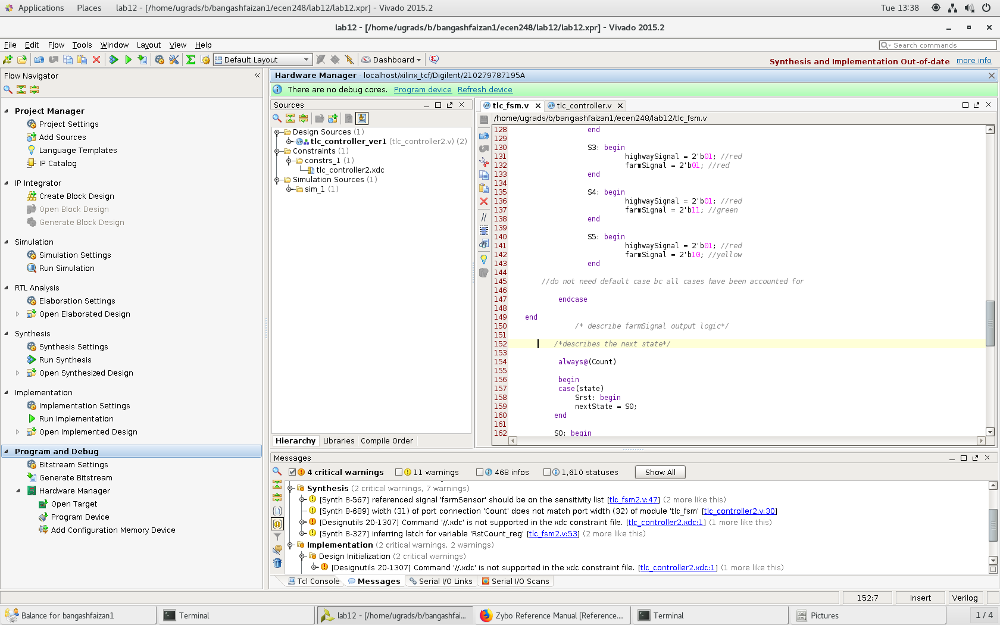 Applications Places lab12 - [/home/ugrads/b/bangashfaizan1/ecen248/lab12/lab12.xpr] - Vivado 2015.2 Tue 13:38
lab12 - [/home/ugrads/b/bangashfaizan1/ecen248/lab12/lab12.xpr] - Vivado 2015.2
File Edit Flow Tools Window Layout View Help Search commands
Default Layout Dashboard Synthesis and Implementation Out-of-date more info
Flow Navigator
Project Manager
Project Settings
Add Sources
Language Templates
IP Catalog
IP Integrator
Create Block Design
Open Block Design
Generate Block Design
Simulation
Simulation Settings
Run Simulation
RTL Analysis
Elaboration Settings
Open Elaborated Design
Synthesis
Synthesis Settings
Run Synthesis
Open Synthesized Design
Implementation
Implementation Settings
Run Implementation
Open Implemented Design
Program and Debug
Bitstream Settings
Generate Bitstream
Hardware Manager
Open Target
Program Device
Add Configuration Memory Device
Hardware Manager - localhost/xilinx_tcf/Digilent/210279787195A
There are no debug cores. Program device Refresh device
Sources
Design Sources (1)
tlc_controller_ver1 (tlc_controller2.v) (2)
Constraints (1)
constrs_1 (1)
tlc_controller2.xdc
Simulation Sources (1)
sim_1 (1)
Hierarchy Libraries Compile Order
tlc_fsm.v tlc_controller.v
/home/ugrads/b/bangashfaizan1/ecen248/lab12/tlc_fsm.v
128 end
129
130 S3: begin
131 highwaySignal = 2'b01; //red
132 farmSignal = 2'b01; //red
133 end
134
135 S4: begin
136 highwaySignal = 2'b01; //red
137 farmSignal = 2'b11; //green
138 end
139
140 S5: begin
141 highwaySignal = 2'b01; //red
142 farmSignal = 2'b10; //yellow
143 end
144
145 //do not need default case bc all cases have been accounted for
146
147 endcase
148
149 end
150 /* describe farmSignal output logic*/
151
152 /*describes the next state*/
153
154 always@(Count)
155
156 begin
157 case(state)
158 Srst: begin
159 nextState = S0;
160 end
161
162 S0: begin
Messages
4 critical warnings 11 warnings 468 infos 1,610 statuses Show All
Synthesis (2 critical warnings, 7 warnings)
[Synth 8-567] referenced signal 'farmSensor' should be on the sensitivity list [tlc_fsm2.v:47] (2 more like this)
[Synth 8-689] width (31) of port connection 'Count' does not match port width (32) of module 'tlc_fsm' [tlc_controller2.v:30]
[Designutils 20-1307] Command '//.xdc' is not supported in the xdc constraint file. [tlc_controller2.xdc:1] (1 more like this)
[Synth 8-327] inferring latch for variable 'RstCount_reg' [tlc_fsm2.v:53] (2 more like this)
Implementation (2 critical warnings, 2 warnings)
Design Initialization (2 critical warnings)
[Designutils 20-1307] Command '//.xdc' is not supported in the xdc constraint file. [tlc_controller2.xdc:1] (1 more like this)
Tcl Console Messages Serial I/O Links Serial I/O Scans
152:7 Insert Verilog
Balance for bangashfaizan1 Terminal lab12 - [/home/ugrads/b/bangashfai... Zybo Reference Manual [Reference.... Terminal Pictures 1 / 4